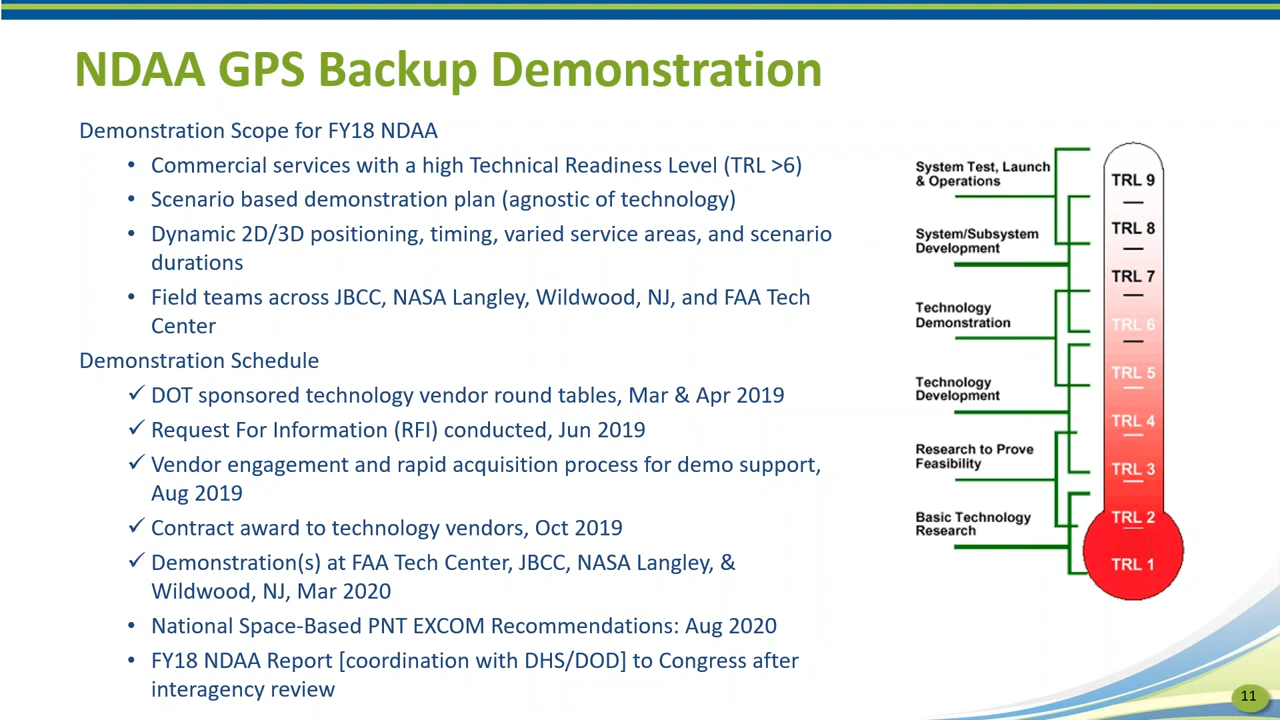 NDAA GPS Backup Demonstration
Demonstration Scope for FY18 NDAA
• Commercial services with a high Technical Readiness Level (TRL >6)
• Scenario based demonstration plan (agnostic of technology)
• Dynamic 2D/3D positioning, timing, varied service areas, and scenario
durations
• Field teams across JBCC, NASA Langley, Wildwood, NJ, and FAA Tech
Center
Demonstration Schedule
✓ DOT sponsored technology vendor round tables, Mar & Apr 2019
✓ Request For Information (RFI) conducted, Jun 2019
✓ Vendor engagement and rapid acquisition process for demo support,
Aug 2019
✓ Contract award to technology vendors, Oct 2019
✓ Demonstration(s) at FAA Tech Center, JBCC, NASA Langley, &
Wildwood, NJ, Mar 2020
• National Space-Based PNT EXCOM Recommendations: Aug 2020
• FY18 NDAA Report [coordination with DHS/DOD] to Congress after
interagency review
System Test, Launch
& Operations
System/Subsystem
Development
Technology
Demonstration
Technology
Development
Research to Prove
Feasibility
Basic Technology
Research
TRL 9
TRL 8
TRL 7
TRL 6
TRL 5
TRL 4
TRL 3
TRL 2
TRL 1
11